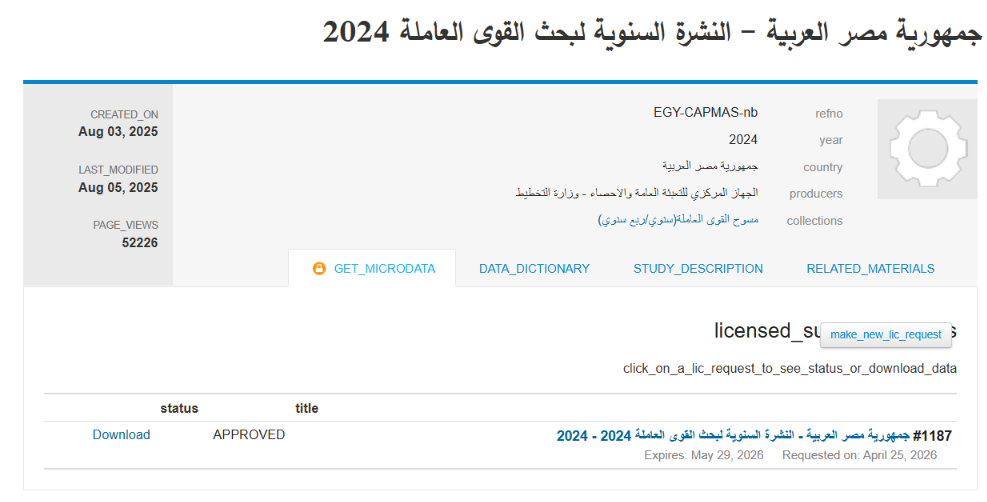 جمهورية مصر العربية – النشرة السنوية لبحث القوى العاملة 2024
refno EGY-CAPMAS-nb
year 2024
country جمهورية مصر العربية
producers الجهاز المركزي للتعبئة العامة والاحصاء - وزارة التخطيط
collections مسوح القوى العاملة(سنوي/ربع سنوي)
CREATED_ON
Aug 03, 2025
LAST_MODIFIED
Aug 05, 2025
PAGE_VIEWS
52226
GET_MICRODATA DATA_DICTIONARY STUDY_DESCRIPTION RELATED_MATERIALS
licensed_su s
make_new_lic_request
click_on_a_lic_request_to_see_status_or_download_data
status title
#1187 جمهورية مصر العربية - النشرة السنوية لبحث القوى العاملة 2024 - 2024
APPROVED Download
Expires: May 29, 2026 Requested on: April 25, 2026